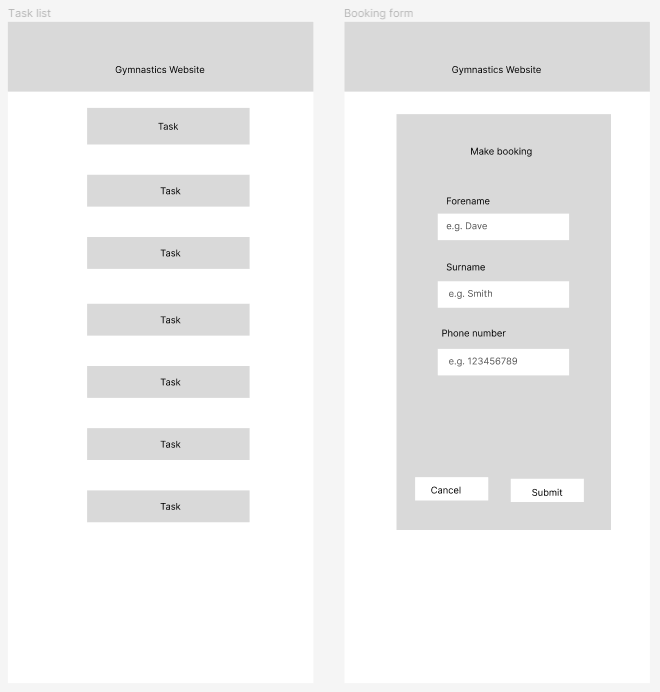 Task list
Gymnastics Website
Task
Task
Task
Task
Task
Task
Task
Booking form
Gymnastics Website
Make booking
Forename
e.g. Dave
Surname
e.g. Smith
Phone number
e.g. 123456789
Cancel
Submit